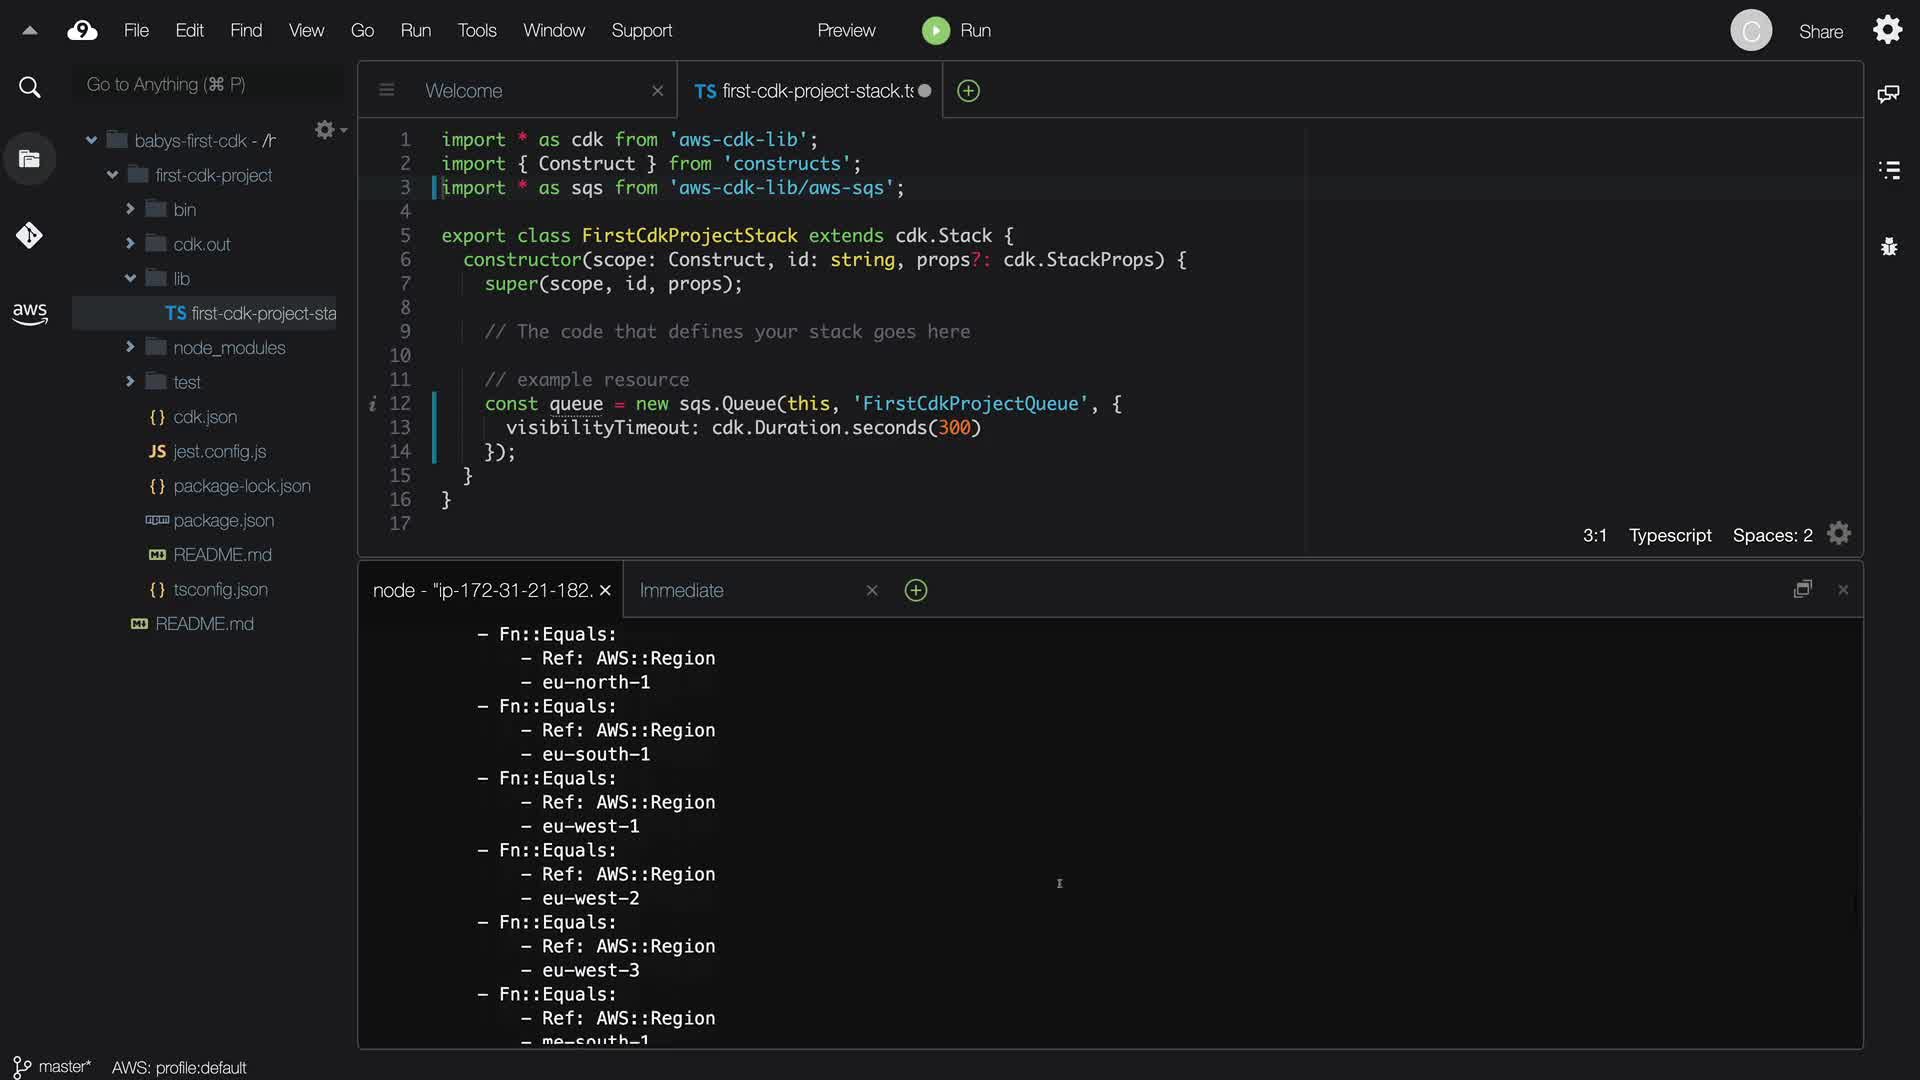 9 File Edit Find View Go Run Tools Window Support Preview Run C Share
Go to Anything (⌘ P)
babys-first-cdk - /h
first-cdk-project
bin
cdk.out
lib
TS first-cdk-project-sta
node_modules
test
{} cdk.json
JS jest.config.js
{} package-lock.json
package.json
README.md
{} tsconfig.json
README.md
aws
Welcome
TS first-cdk-project-stack.ts
1 import * as cdk from 'aws-cdk-lib';
2 import { Construct } from 'constructs';
3 import * as sqs from 'aws-cdk-lib/aws-sqs';
4
5 export class FirstCdkProjectStack extends cdk.Stack {
6 constructor(scope: Construct, id: string, props?: cdk.StackProps) {
7 super(scope, id, props);
8
9 // The code that defines your stack goes here
10
11 // example resource
i 12 const queue = new sqs.Queue(this, 'FirstCdkProjectQueue', {
13 visibilityTimeout: cdk.Duration.seconds(300)
14 });
15 }
16 }
17
3:1 Typescript Spaces: 2
node - "ip-172-31-21-182.
Immediate
- Fn::Equals:
- Ref: AWS::Region
- eu-north-1
- Fn::Equals:
- Ref: AWS::Region
- eu-south-1
- Fn::Equals:
- Ref: AWS::Region
- eu-west-1
- Fn::Equals:
- Ref: AWS::Region
- eu-west-2
- Fn::Equals:
- Ref: AWS::Region
- eu-west-3
- Fn::Equals:
- Ref: AWS::Region
- me-south-1
master* AWS: profile:default